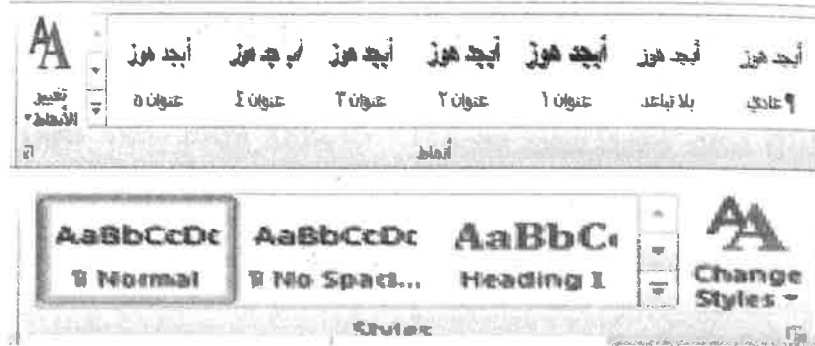 أبجد هوز أبجد هوز أبجد هوز أبجد هوز أبجد هوز أبجد هوز أبجد هوز
¶ عادي بلا تباعد عنوان ١ عنوان ٢ عنوان ٣ عنوان ٤ عنوان ٥ تغيير
الأنماط
أنماط
AaBbCcDc AaBbCcDc AaBbC
¶ Normal ¶ No Spaci... Heading 1 Change
Styles
Styles